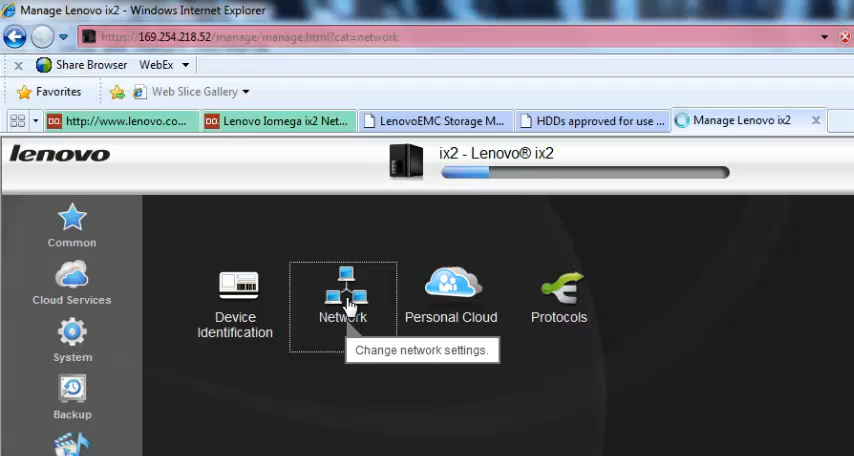 Manage Lenovo ix2 - Windows Internet Explorer
https://169.254.218.52/manage/manage.html?cat=network
x Share Browser WebEx
Favorites Web Slice Gallery
DO. http://www.lenovo.co... DO. Lenovo Iomega ix2 Net... LenovoEMC Storage M... HDDs approved for use ... Manage Lenovo ix2 x
lenovo
ix2 - Lenovo® ix2
Common
Cloud Services
System
Backup
Device
Identification
Network
Personal Cloud
Protocols
Change network settings.